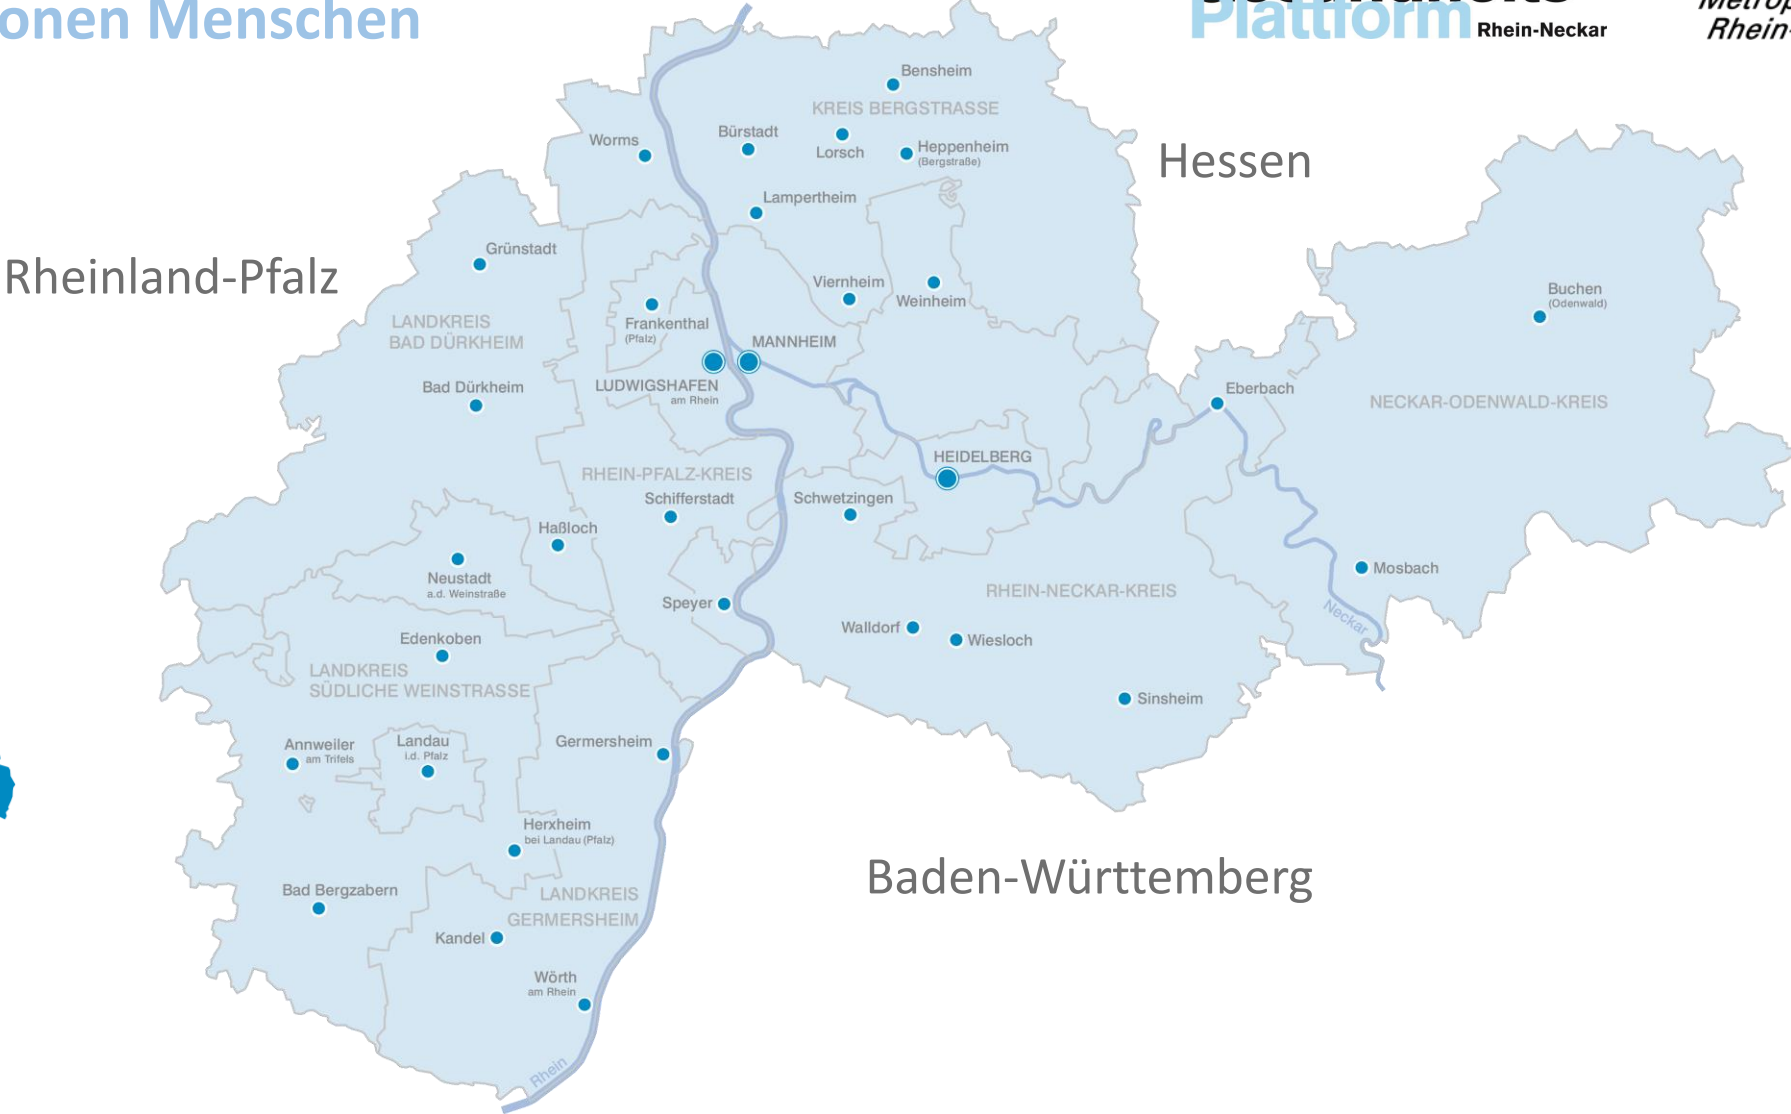 onen Menschen
Plattform Rhein-Neckar
Rhein-
Bensheim
KREIS BERGSTRASSE
Bürstadt
Worms
Lorsch
Heppenheim
(Bergstraße)
Hessen
Lampertheim
Grünstadt
Rheinland-Pfalz
Viernheim
Weinheim
Buchen
(Odenwald)
LANDKREIS
BAD DÜRKHEIM
Frankenthal
(Pfalz)
MANNHEIM
LUDWIGSHAFEN
am Rhein
Bad Dürkheim
Eberbach
NECKAR-ODENWALD-KREIS
HEIDELBERG
RHEIN-PFALZ-KREIS
Schifferstadt
Schwetzingen
Haßloch
Neustadt
a.d. Weinstraße
Mosbach
RHEIN-NECKAR-KREIS
Speyer
Neckar
Walldorf
Wiesloch
Edenkoben
LANDKREIS
SÜDLICHE WEINSTRASSE
Sinsheim
Annweiler
am Trifels
Landau
i.d. Pfalz
Germersheim
Herxheim
bei Landau (Pfalz)
Baden-Württemberg
Bad Bergzabern
LANDKREIS
GERMERSHEIM
Kandel
Wörth
am Rhein
Rhein